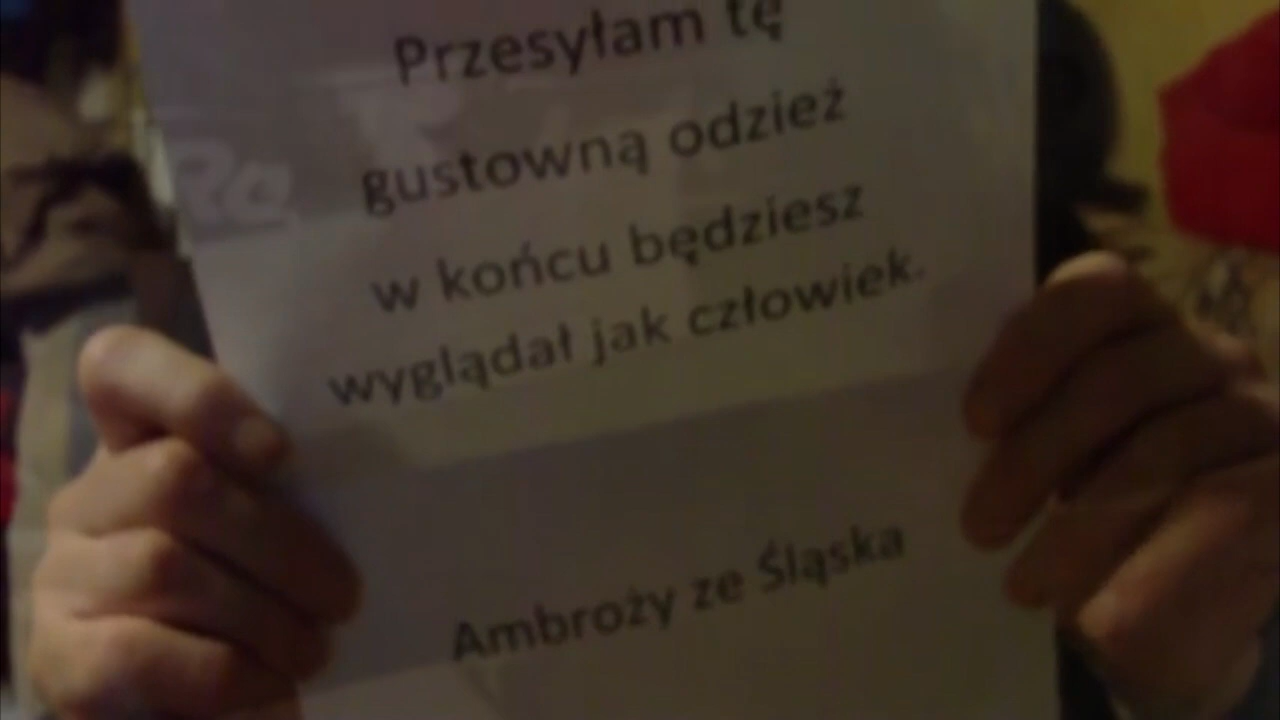 Przesyłam tę
gustowną odzież
w końcu będziesz
wyglądał jak człowiek.
Ambroży ze Śląska